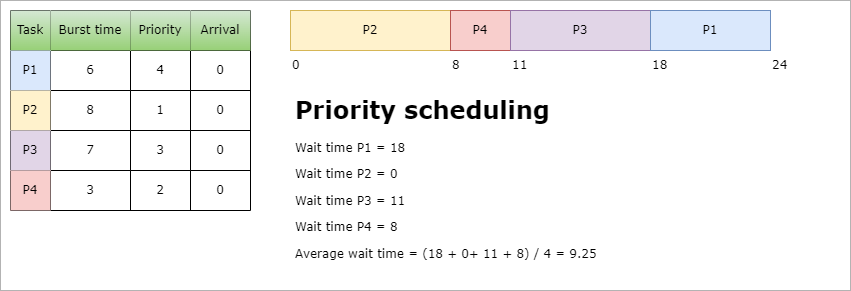 Task Burst time Priority Arrival
P1 6 4 0
P2 8 1 0
P3 7 3 0
P4 3 2 0
P2 P4 P3 P1
0 8 11 18 24
Priority scheduling
Wait time P1 = 18
Wait time P2 = 0
Wait time P3 = 11
Wait time P4 = 8
Average wait time = (18 + 0+ 11 + 8) / 4 = 9.25